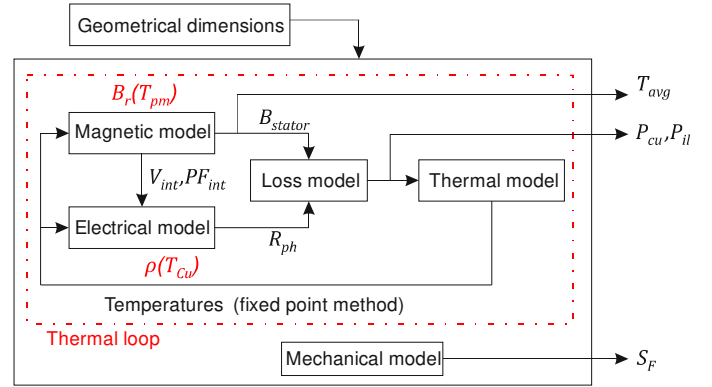 Geometrical dimensions
B_r(T_pm)
T_avg
Magnetic model
B_stator
P_cu,P_il
V_int,PF_int
Loss model
Thermal model
Electrical model
R_ph
ρ(T_Cu)
Temperatures (fixed point method)
Thermal loop
Mechanical model
S_F